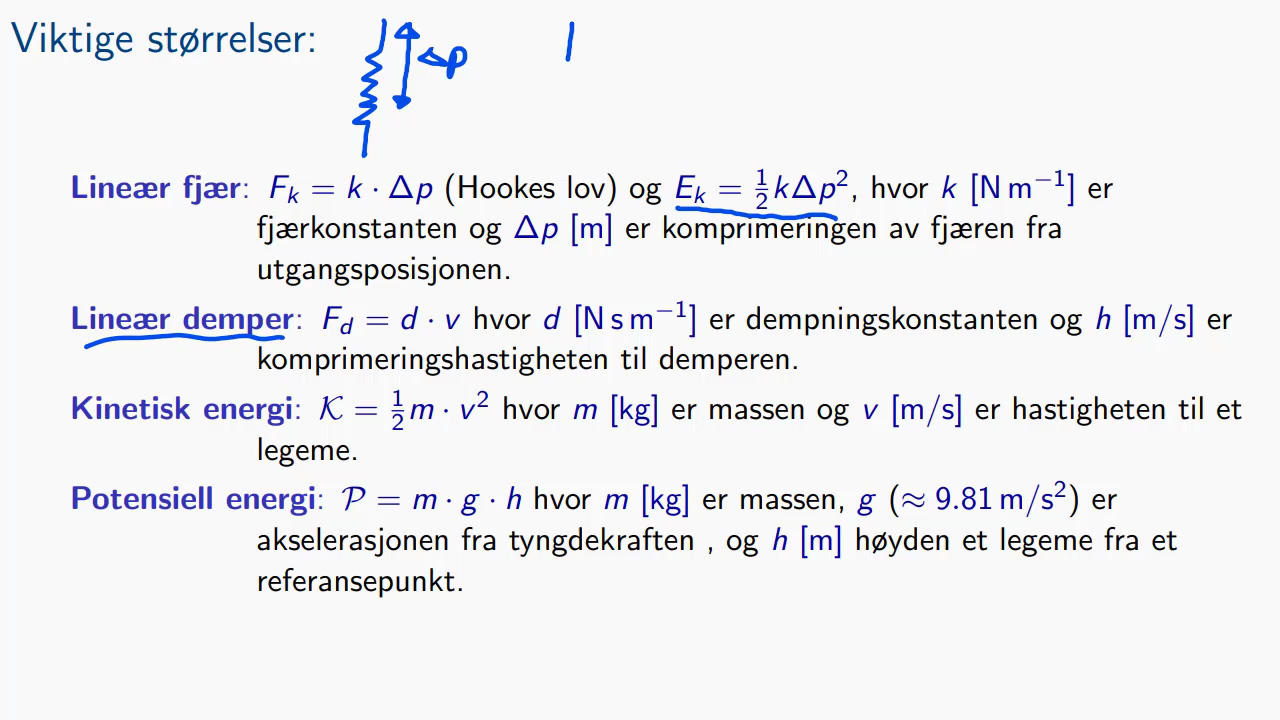 Viktige størrelser:
Δp
Lineær fjær: F_k = k · Δp (Hookes lov) og E_k = ½kΔp², hvor k [N m⁻¹] er
fjærkonstanten og Δp [m] er komprimeringen av fjæren fra
utgangsposisjonen.
Lineær demper: F_d = d · v hvor d [N s m⁻¹] er dempningskonstanten og h [m/s] er
komprimeringshastigheten til demperen.
Kinetisk energi: 𝒦 = ½m · v² hvor m [kg] er massen og v [m/s] er hastigheten til et
legeme.
Potensiell energi: 𝒫 = m · g · h hvor m [kg] er massen, g (≈ 9.81 m/s²) er
akselerasjonen fra tyngdekraften , og h [m] høyden et legeme fra et
referansepunkt.